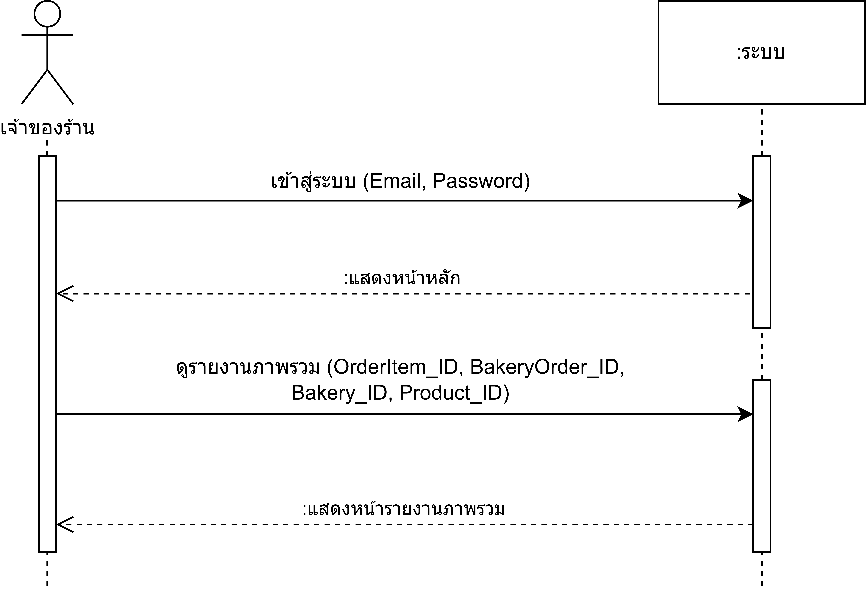 :ระบบ
เจ้าของร้าน
เข้าสู่ระบบ (Email, Password)
:แสดงหน้าหลัก
ดูรายงานภาพรวม (OrderItem_ID, BakeryOrder_ID,
Bakery_ID, Product_ID)
:แสดงหน้ารายงานภาพรวม